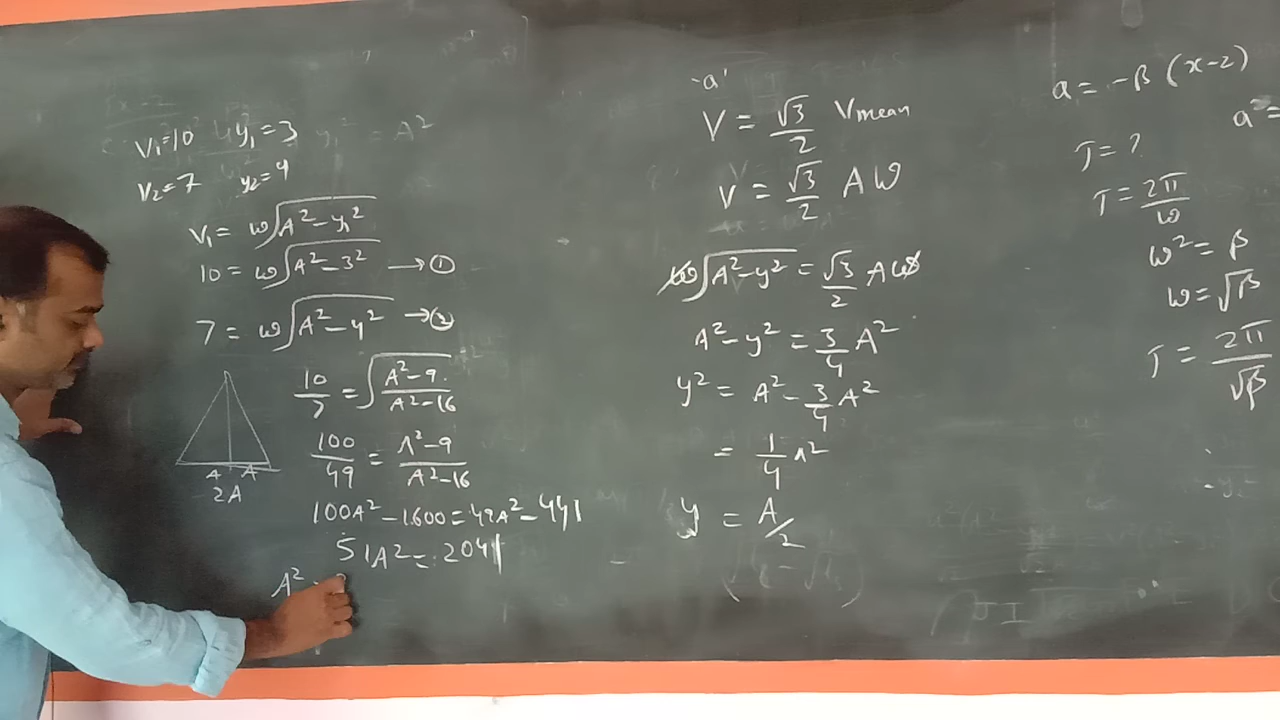 V₁=10 y₁=3
V₂=7 y₂=4
V₁ = ω√(A²−y₁²)
10 = ω√(A²−3²) → ①
7 = ω√(A²−y²) → ②
10/7 = √((A²−9)/(A²−16))
100/49 = (A²−9)/(A²−16)
A A
2A
100A²−1600=49A²−441
51A²=2041
A²
'a'
V = √3/2 Vmean
V = √3/2 Aω
ω√(A²−y²) = √3/2 Aω
A²−y² = 3/4 A²
y² = A² − 3/4 A²
= 1/4 A²
y = A/2
a = −β (x−2)
a² =
T = ?
T = 2π/ω
ω² = β
ω = √β
T = 2π/√β